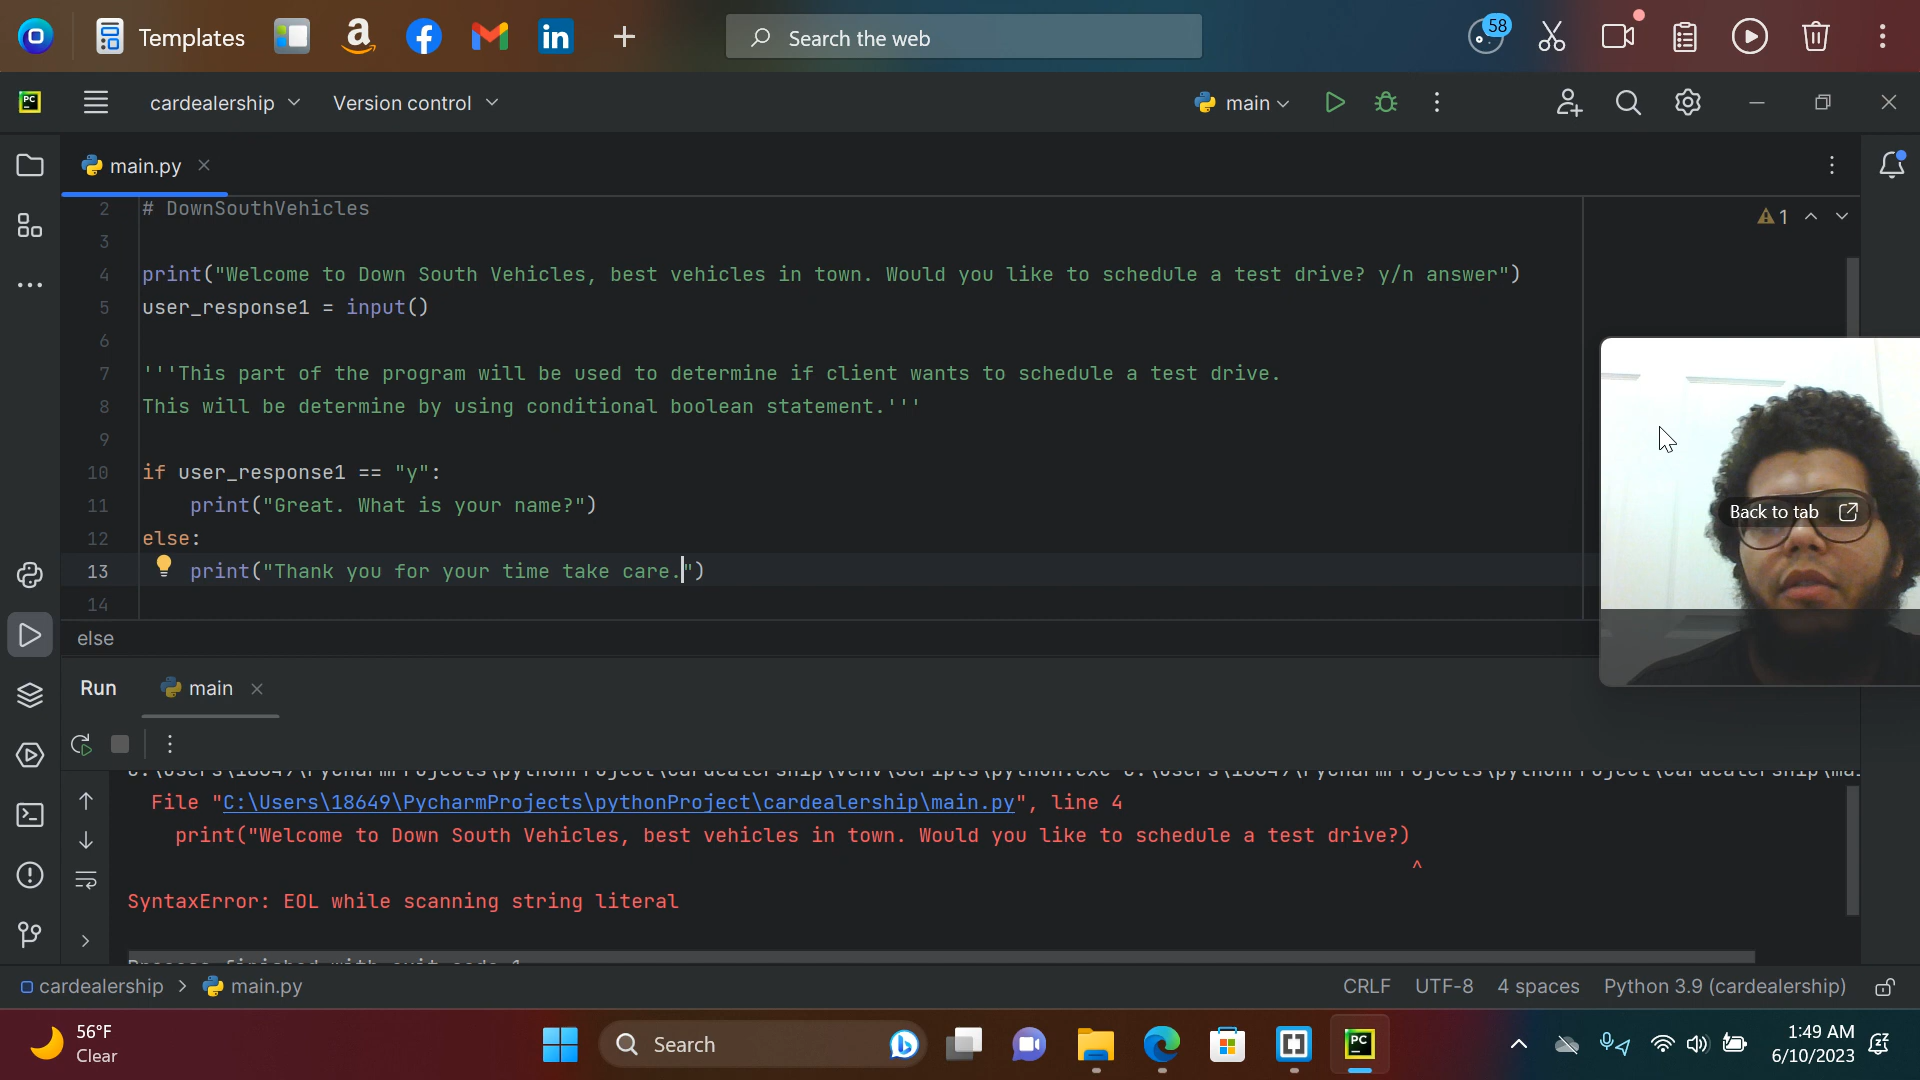 Templates
Search the web
58
PC
cardealership
Version control
main
main.py
1
2 # DownSouthVehicles
3
4 print("Welcome to Down South Vehicles, best vehicles in town. Would you like to schedule a test drive? y/n answer")
5 user_response1 = input()
6
7 '''This part of the program will be used to determine if client wants to schedule a test drive.
8 This will be determine by using conditional boolean statement.'''
9
10 if user_response1 == "y":
11 print("Great. What is your name?")
12 else:
13 print("Thank you for your time take care.")
14
Back to tab
else
Run
main
File "C:\Users\18649\PycharmProjects\pythonProject\cardealership\main.py", line 4
print("Welcome to Down South Vehicles, best vehicles in town. Would you like to schedule a test drive?)
^
SyntaxError: EOL while scanning string literal
cardealership > main.py
CRLF
UTF-8
4 spaces
Python 3.9 (cardealership)
56°F
Clear
Search
PC
1:49 AM
6/10/2023